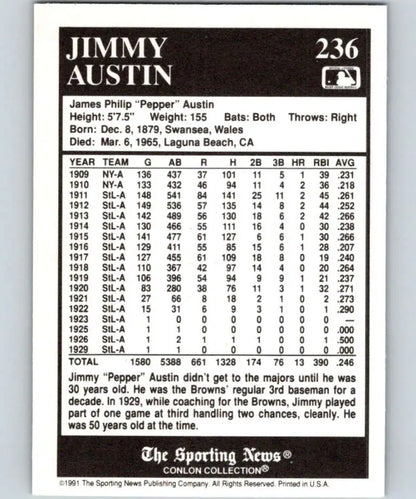 JIMMY 236
AUSTIN
James Philip "Pepper" Austin
Height: 5'7.5" Weight: 155 Bats: Both Throws: Right
Born: Dec. 8, 1879, Swansea, Wales
Died: Mar. 6, 1965, Laguna Beach, CA
YEAR TEAM G AB R H 2B 3B HR RBI AVG
1909 NY-A 136 437 37 101 11 5 1 39 .231
1910 NY-A 133 432 46 94 11 4 2 36 .218
1911 StL-A 148 541 84 141 25 11 2 45 .261
1912 StL-A 149 536 57 135 14 8 2 44 .252
1913 StL-A 142 489 56 130 18 6 2 42 .266
1914 StL-A 130 466 55 111 16 4 0 30 .238
1915 StL-A 141 477 61 127 6 6 1 30 .266
1916 StL-A 129 411 55 85 15 6 1 28 .207
1917 StL-A 127 455 61 109 18 8 0 19 .240
1918 StL-A 110 367 42 97 14 4 0 20 .264
1919 StL-A 106 396 54 94 9 9 1 21 .237
1920 StL-A 83 280 38 76 11 3 1 32 .271
1921 StL-A 27 66 8 18 2 1 0 2 .273
1922 StL-A 15 31 6 9 3 1 0 1 .290
1923 StL-A 1 0 0 0 0 0 0 0 —
1925 StL-A 1 1 0 0 0 0 0 0 .000
1926 StL-A 1 2 1 1 1 0 0 1 .500
1929 StL-A 1 1 0 0 0 0 0 0 .000
TOTAL 1580 5388 661 1328 174 76 13 390 .246
Jimmy "Pepper" Austin didn't get to the majors until he was
30 years old. He was the Browns' regular 3rd baseman for a
decade. In 1929, while coaching for the Browns, Jimmy played
part of one game at third handling two chances, cleanly. He
was 50 years old at the time.
The Sporting News®
CONLON COLLECTION®
©1991 The Sporting News Publishing Company. All Rights Reserved. Printed in U.S.A.